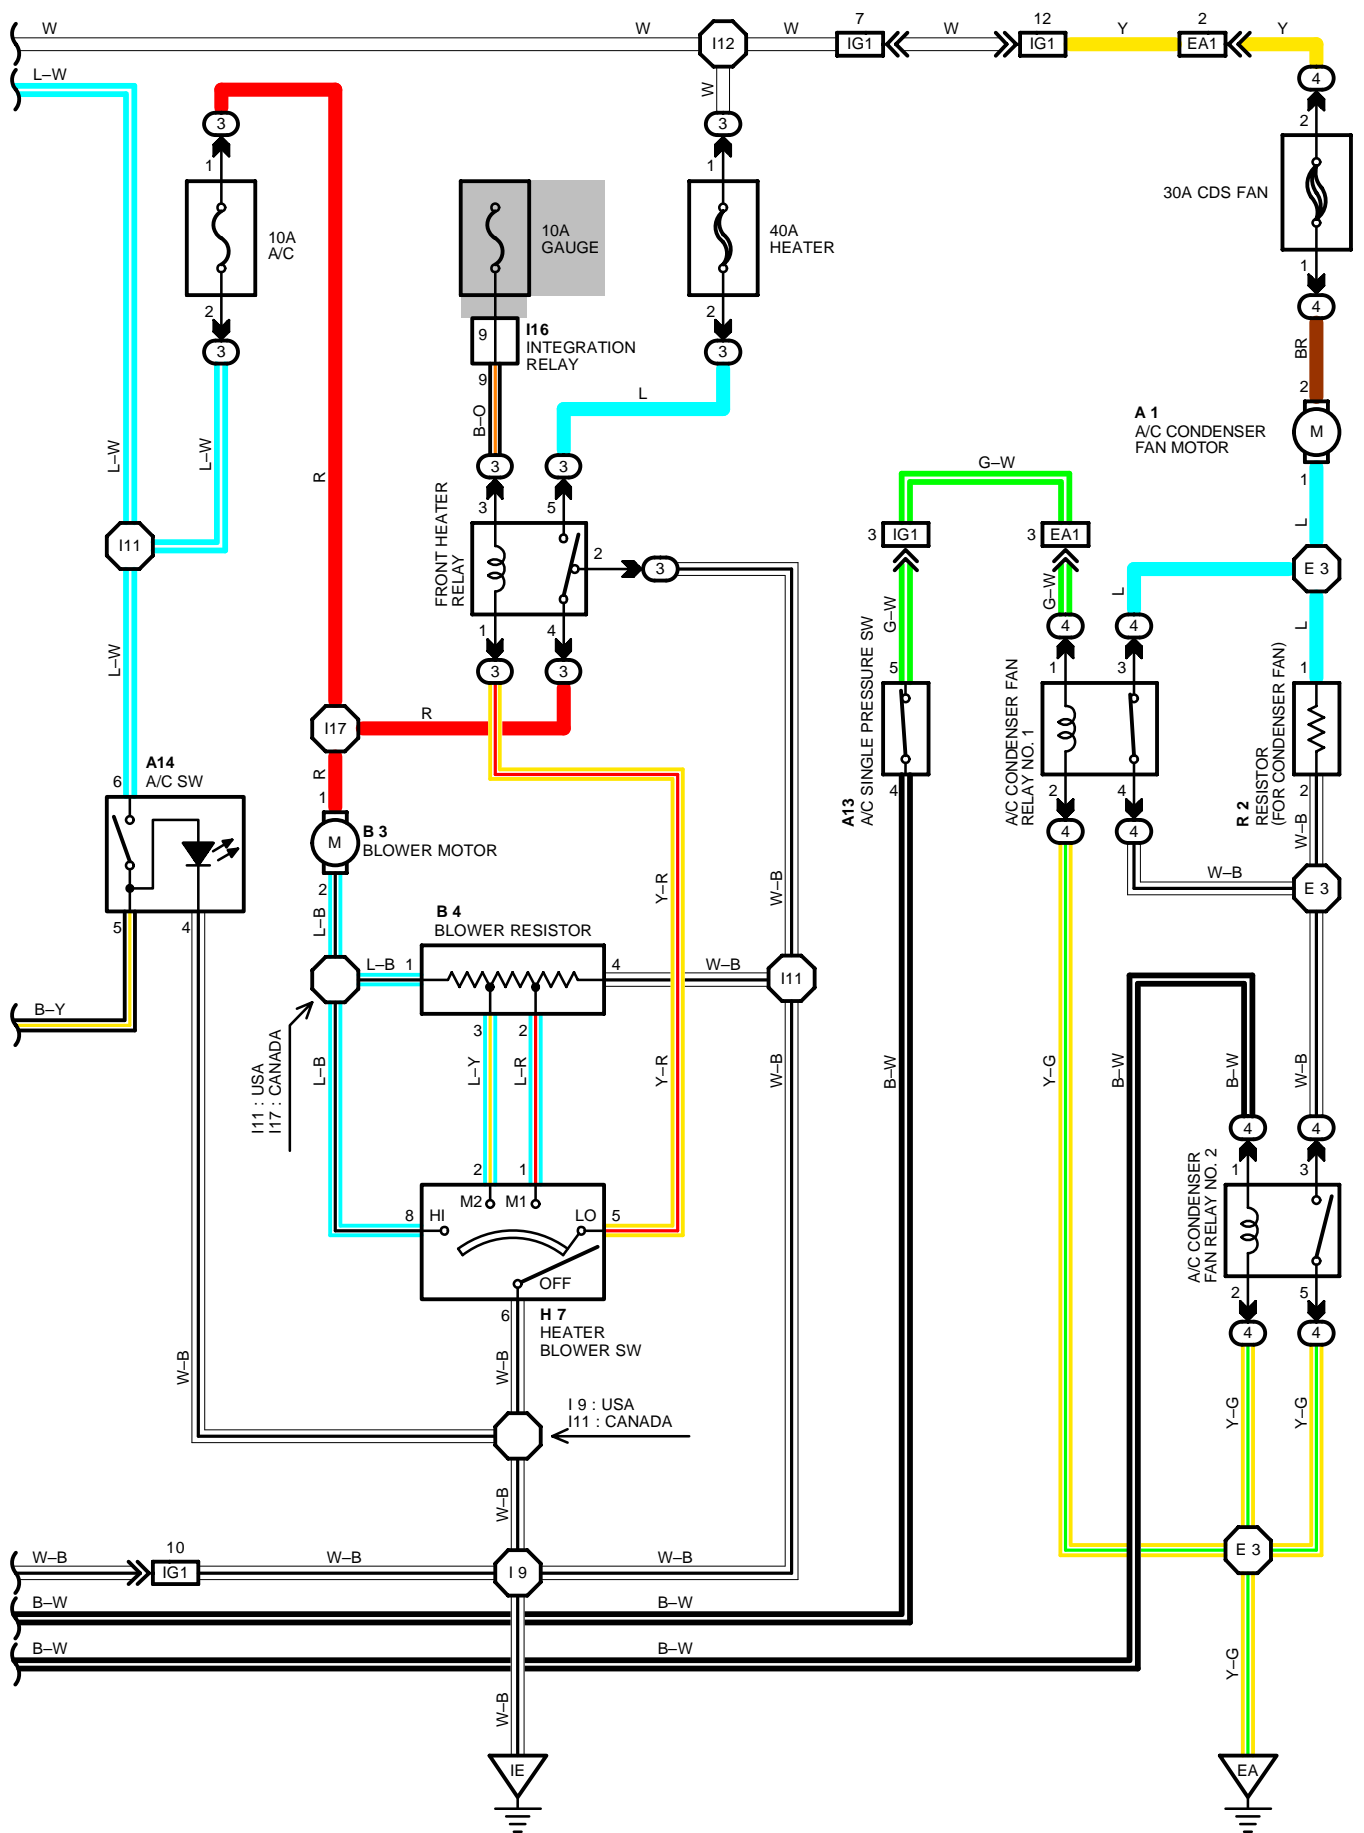 W
W
W
7
IG1
W
12
IG1
Y
2
EA1
Y
I12
L–W
W
4
3
3
2
1
1
30A CDS FAN
10A
A/C
10A
GAUGE
40A
HEATER
2
2
1
3
9
I16
INTEGRATION
RELAY
3
4
9
B–O
L
BR
2
A 1
A/C CONDENSER
FAN MOTOR
M
L–W
L–W
R
3
3
G–W
1
L
3
5
FRONT HEATER
RELAY
I11
2
3
3
IG1
3
EA1
E 3
G–W
G–W
L
L
4
4
1
4
1
3
1
3
3
L–W
5
A/C SINGLE PRESSURE SW
A13
A/C CONDENSER FAN
RELAY NO. 1
R 2
RESISTOR
(FOR CONDENSER FAN)
R
I17
A14
A/C SW
6
R
1
4
2
4
2
4
4
W–B
M
B 3
BLOWER MOTOR
W–B
E 3
2
Y–R
W–B
5
4
L–B
B 4
BLOWER RESISTOR
L–B
1
4
W–B
I11
B–Y
3
2
I11 : USA
I17 : CANADA
L–B
L–Y
L–R
Y–R
W–B
B–W
Y–G
B–W
B–W
W–B
4
4
A/C CONDENSER
FAN RELAY NO. 2
1
3
2
1
M2
M1
8
HI
LO
5
OFF
2
5
6
H 7
HEATER
BLOWER SW
4
4
W–B
W–B
I 9 : USA
I11 : CANADA
Y–G
Y–G
W–B
W–B
10
IG1
W–B
I 9
W–B
E 3
B–W
B–W
B–W
B–W
W–B
Y–G
IE
EA